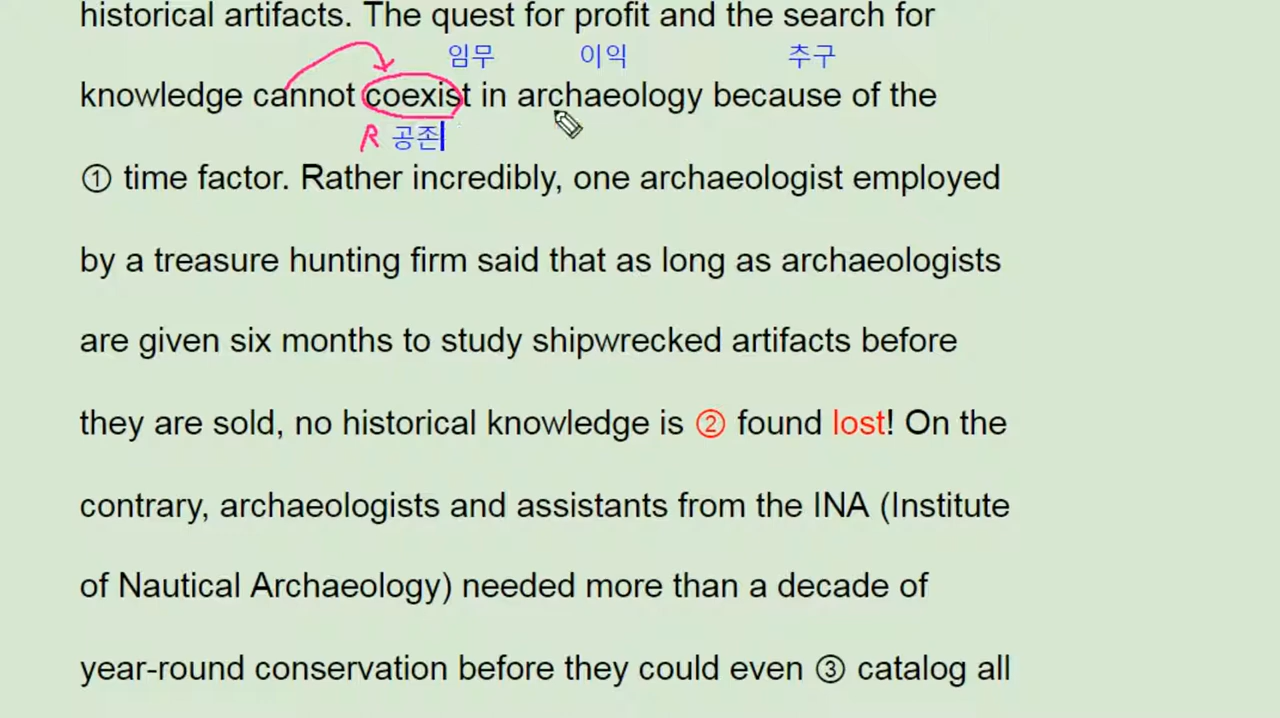 historical artifacts. The quest for profit and the search for
임무 이익 추구
knowledge cannot coexist in archaeology because of the
R 공존
① time factor. Rather incredibly, one archaeologist employed
by a treasure hunting firm said that as long as archaeologists
are given six months to study shipwrecked artifacts before
they are sold, no historical knowledge is ② found lost! On the
contrary, archaeologists and assistants from the INA (Institute
of Nautical Archaeology) needed more than a decade of
year-round conservation before they could even ③ catalog all